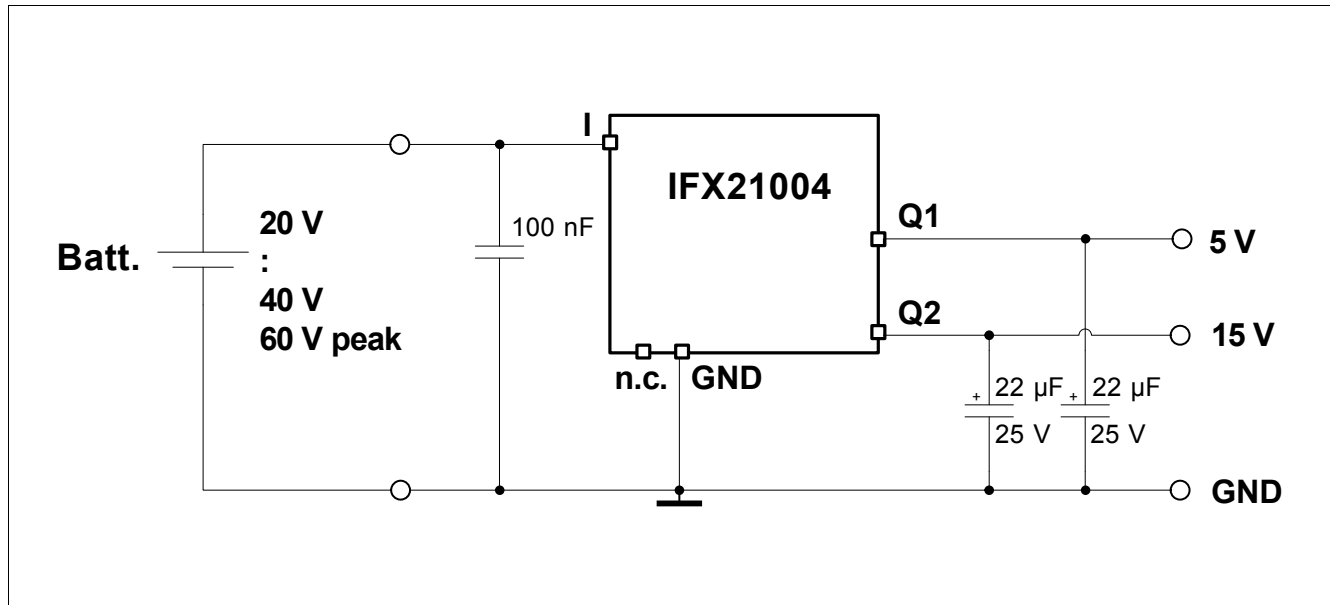 I
IFX21004
20 V
:
40 V
60 V peak
Batt.
100 nF
Q1
5 V
Q2
15 V
n.c.
GND
+
22 µF
25 V
+
22 µF
25 V
GND